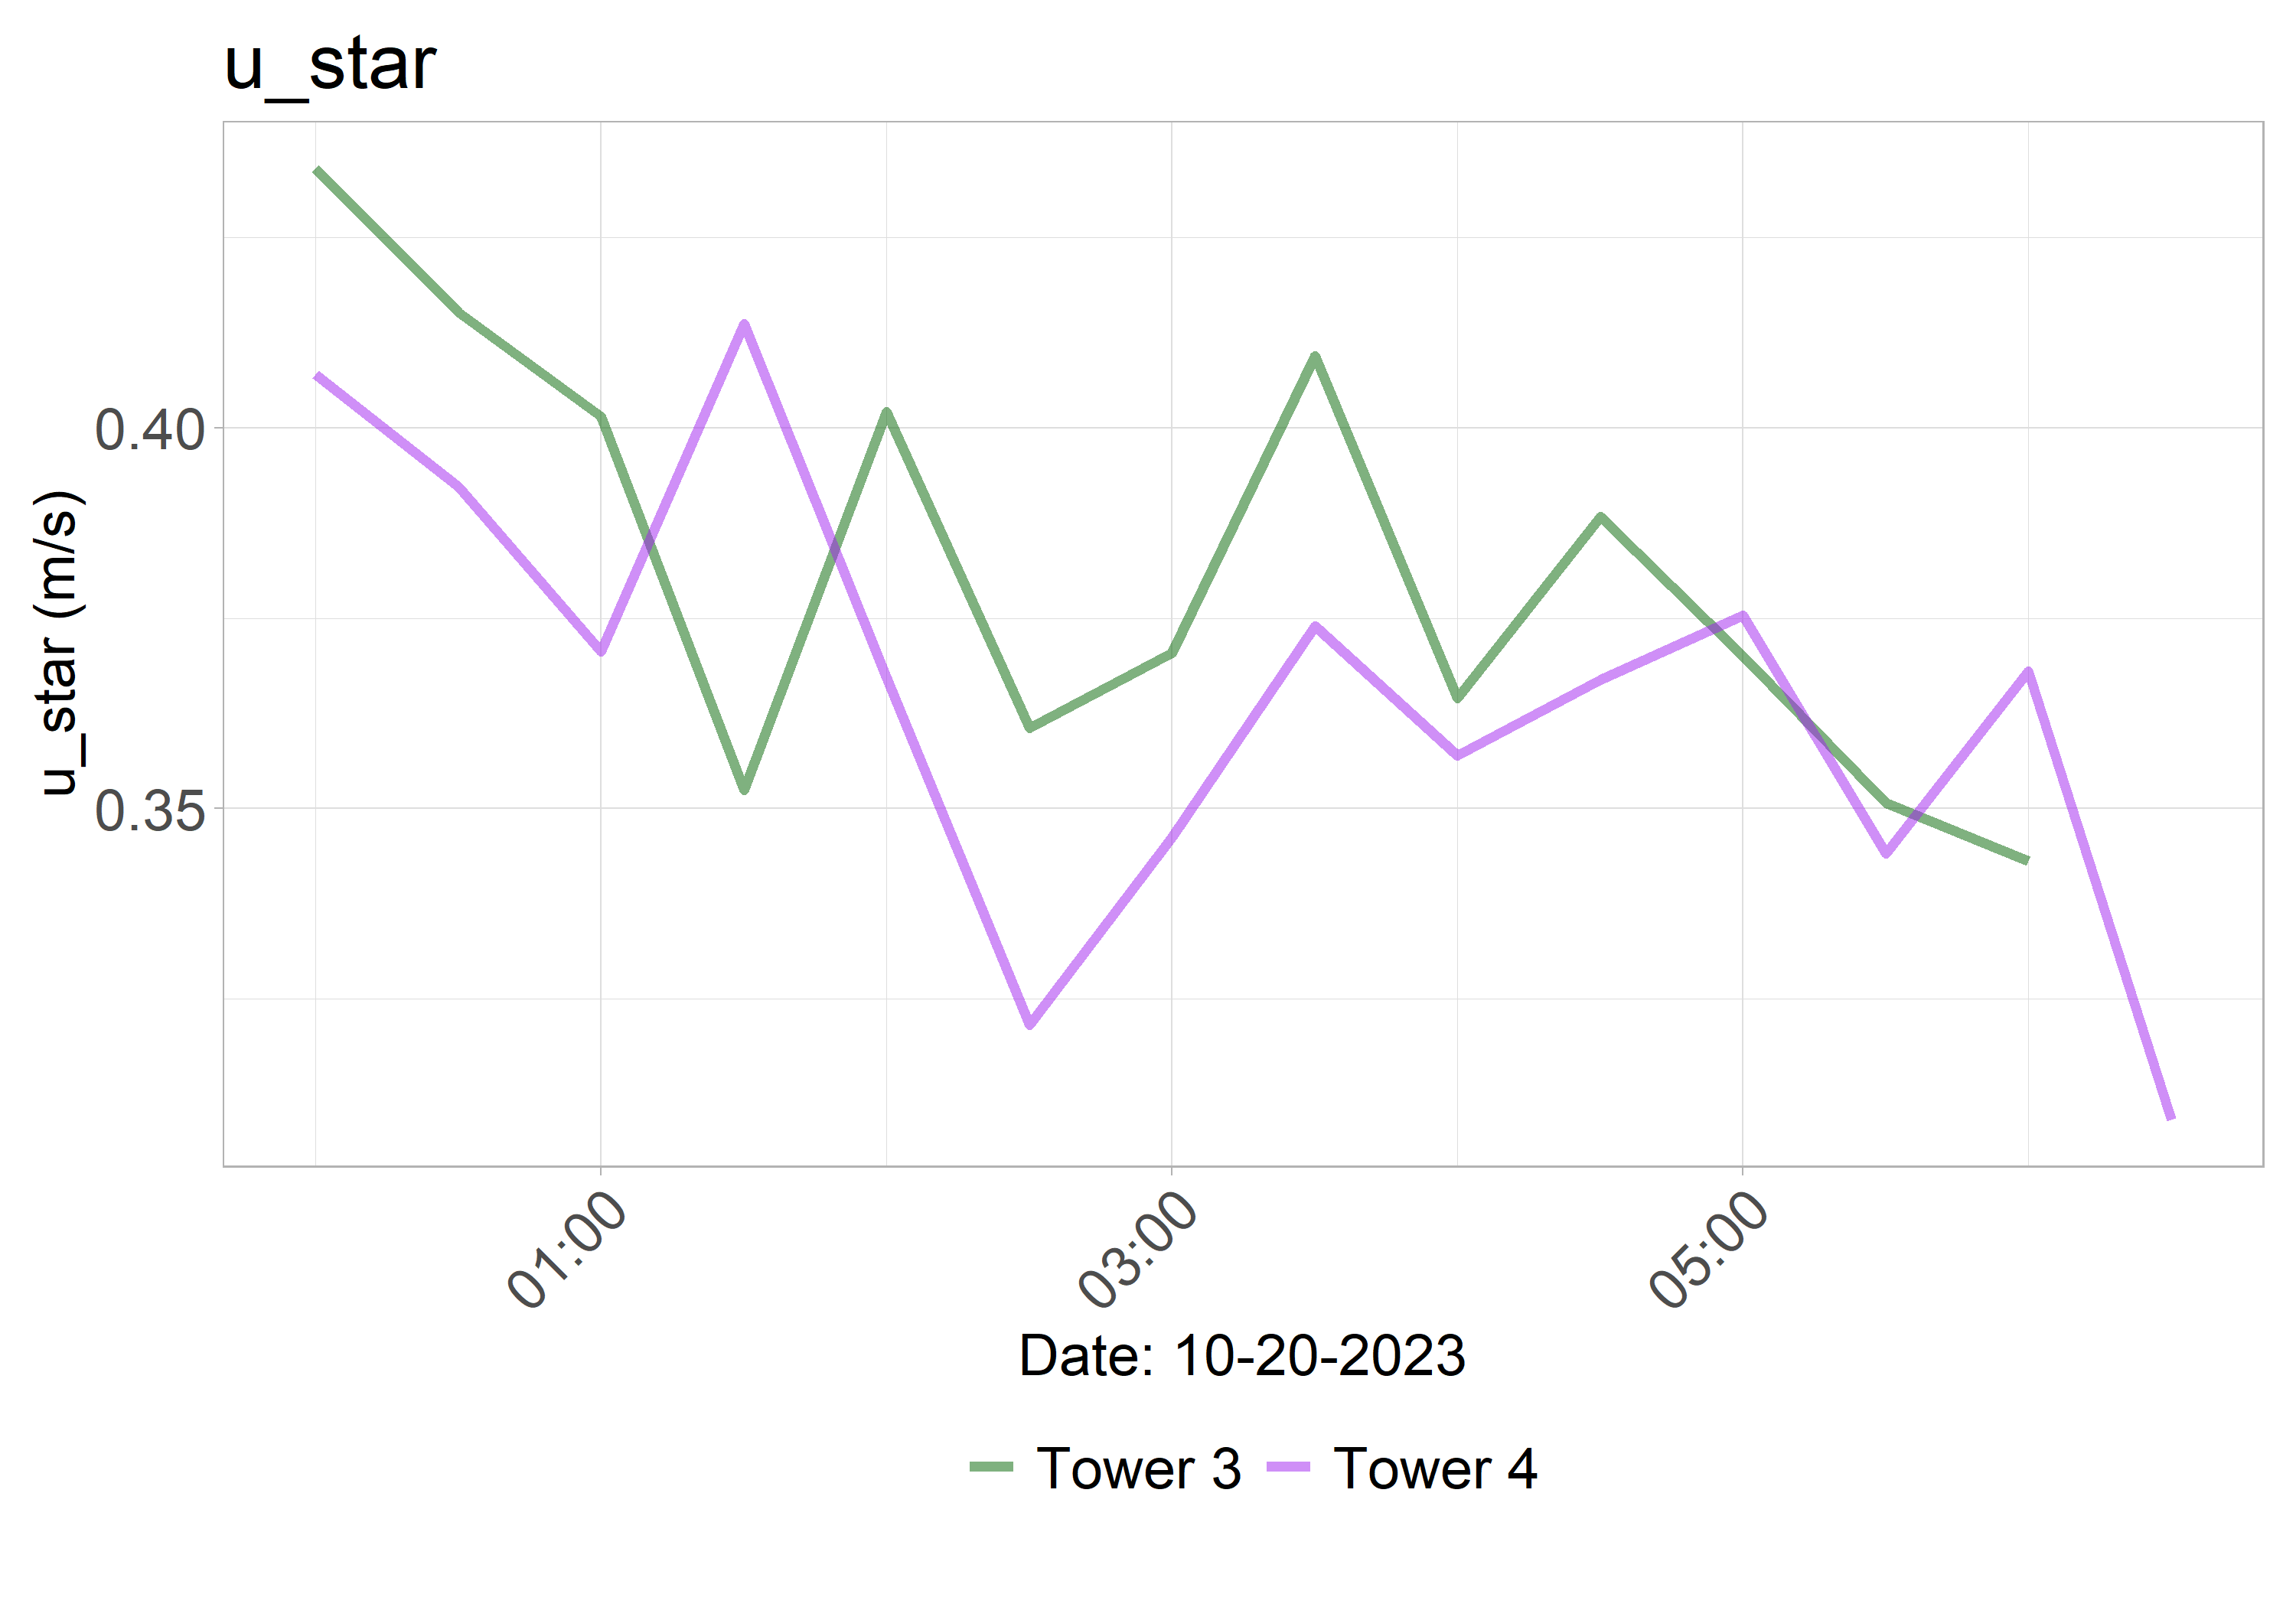 u_star
u_star (m/s)
0.40
0.35
01:00
03:00
05:00
Date: 10-20-2023
Tower 3
Tower 4